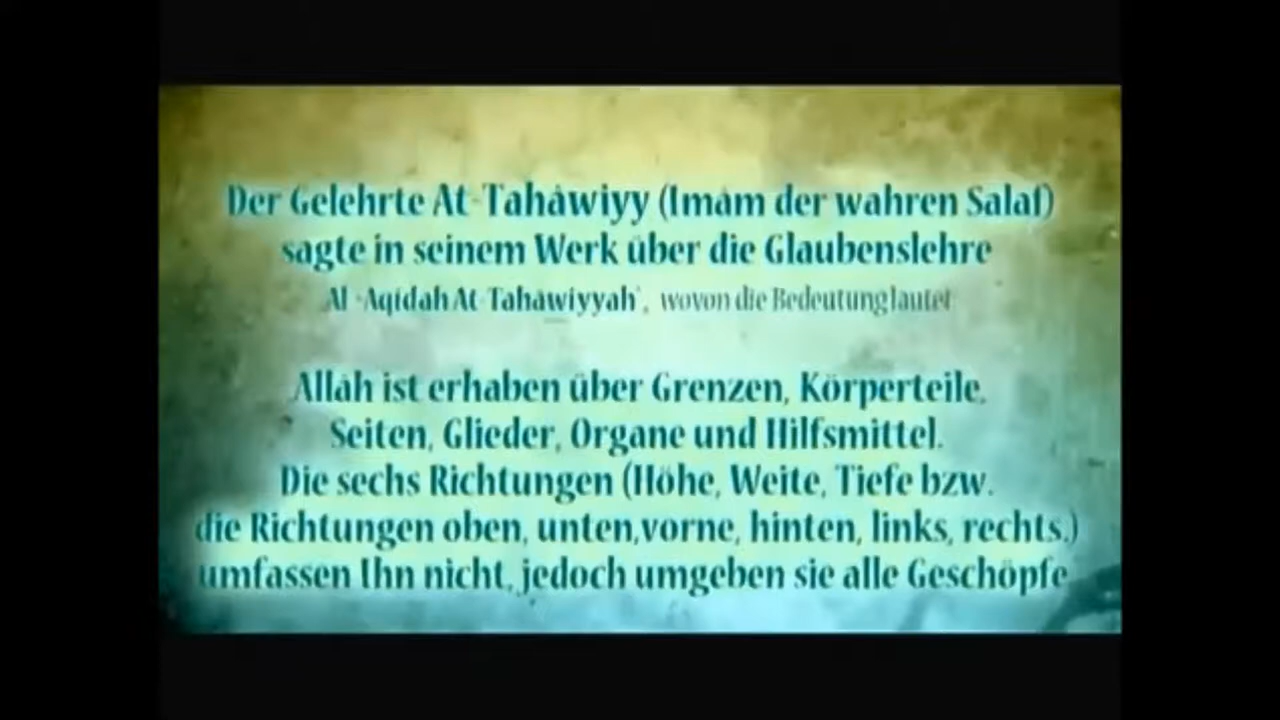 Der Gelehrte At-Tahâwiyy (Imâm der wahren Salaf)
sagte in seinem Werk über die Glaubenslehre
Al-ʿAqîdah At-Tahâwiyyahʾ, wovon die Bedeutung lautet
Allâh ist erhaben über Grenzen, Körperteile,
Seiten, Glieder, Organe und Hilfsmittel.
Die sechs Richtungen (Höhe, Weite, Tiefe bzw.
die Richtungen oben, unten,vorne, hinten, links, rechts.)
umfassen Ihn nicht, jedoch umgeben sie alle Geschöpfe